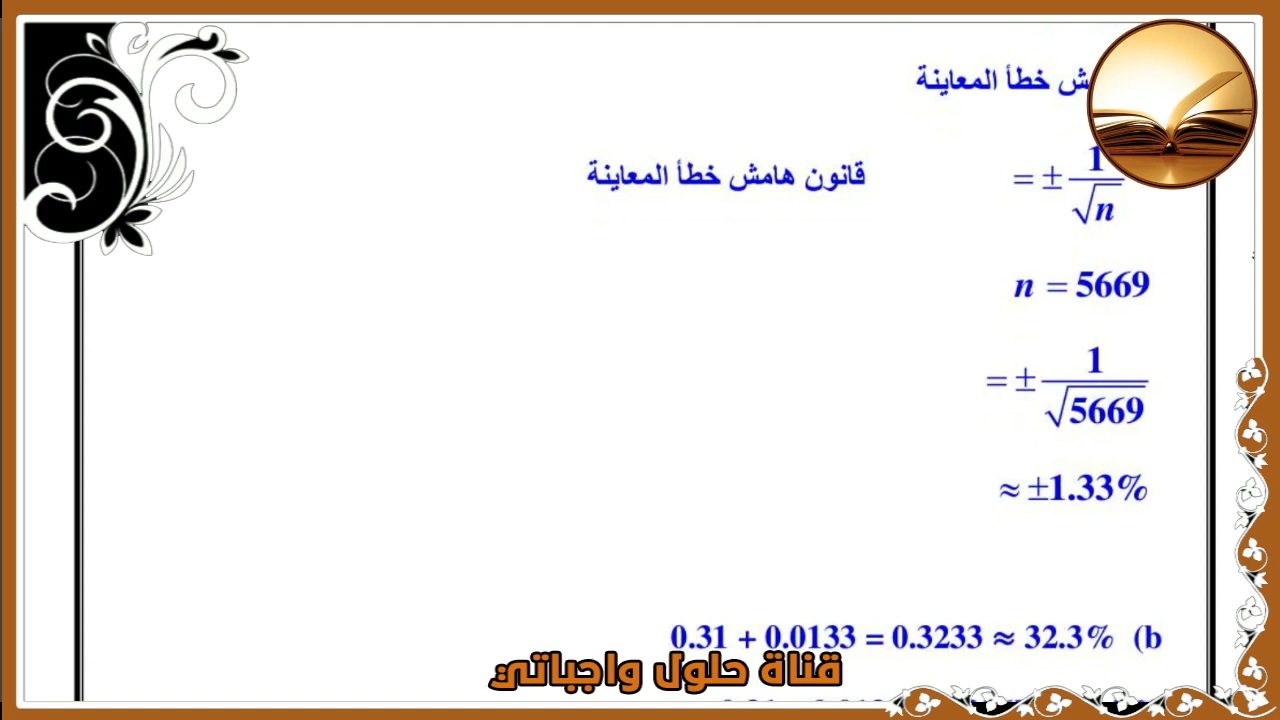 خطأ المعاينة
= ± 1/√n قانون هامش خطأ المعاينة
n = 5669
= ± 1/√5669
≈ ±1.33%
(b 0.31 + 0.0133 = 0.3233 ≈ 32.3%
قناة حلول واجباتي